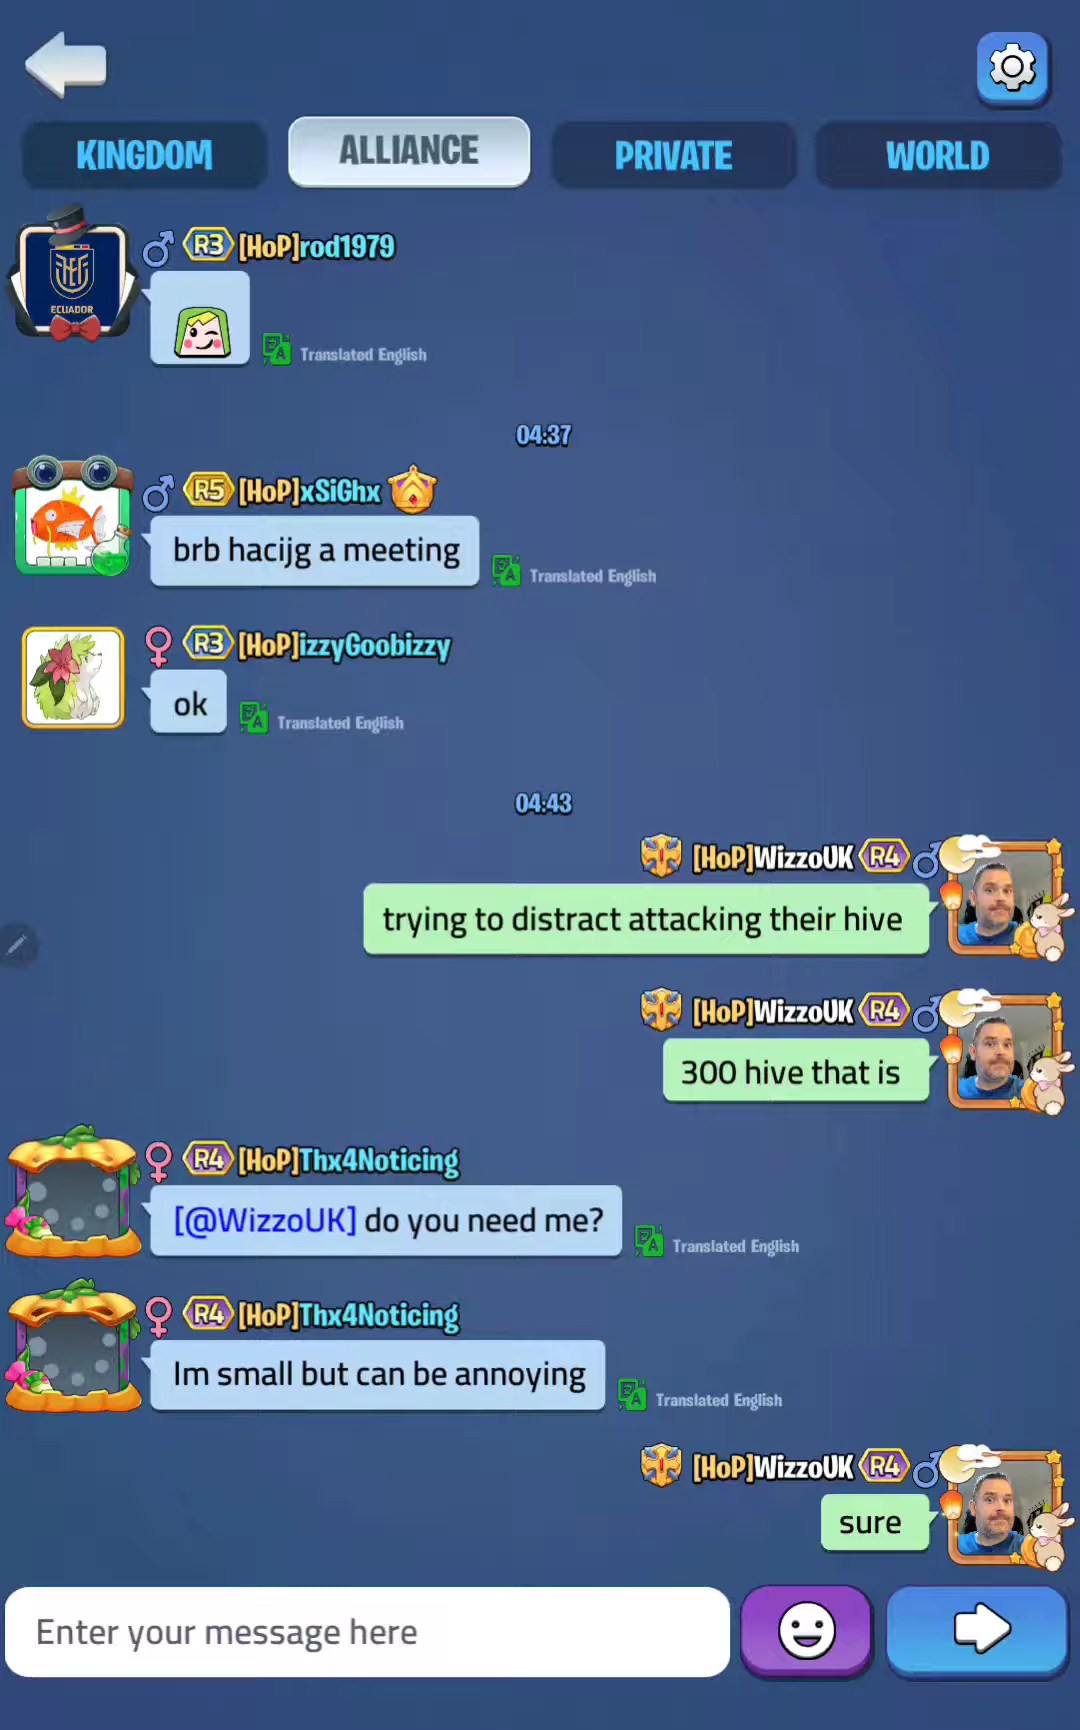 KINGDOM
ALLIANCE
PRIVATE
WORLD
R3 [HoP]rod1979
ECUADOR
Translated English
04:37
R5 [HoP]xSiGhx
brb hacijg a meeting
Translated English
R3 [HoP]izzyGoobizzy
ok
Translated English
04:43
[HoP]WizzoUK R4
trying to distract attacking their hive
[HoP]WizzoUK R4
300 hive that is
R4 [HoP]Thx4Noticing
[@WizzoUK] do you need me?
Translated English
R4 [HoP]Thx4Noticing
Im small but can be annoying
Translated English
[HoP]WizzoUK R4
sure
Enter your message here